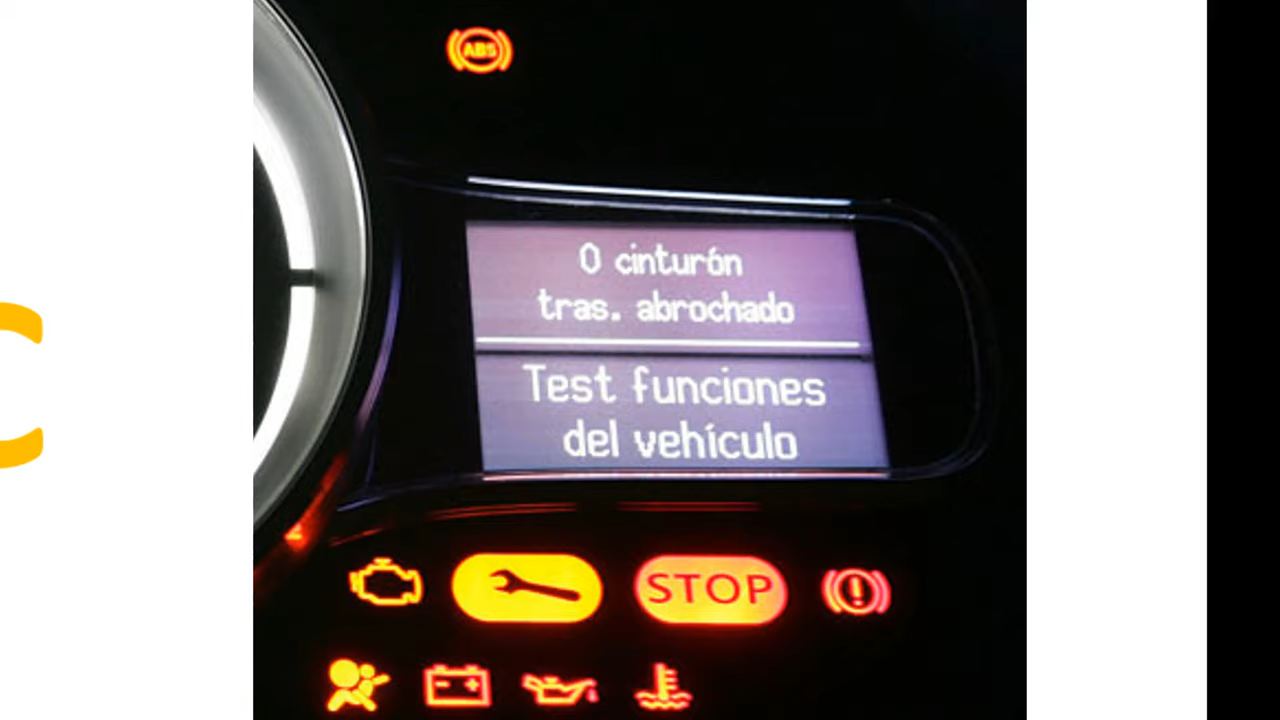 ABS
0 cinturón
tras. abrochado
Test funciones
del vehículo
STOP